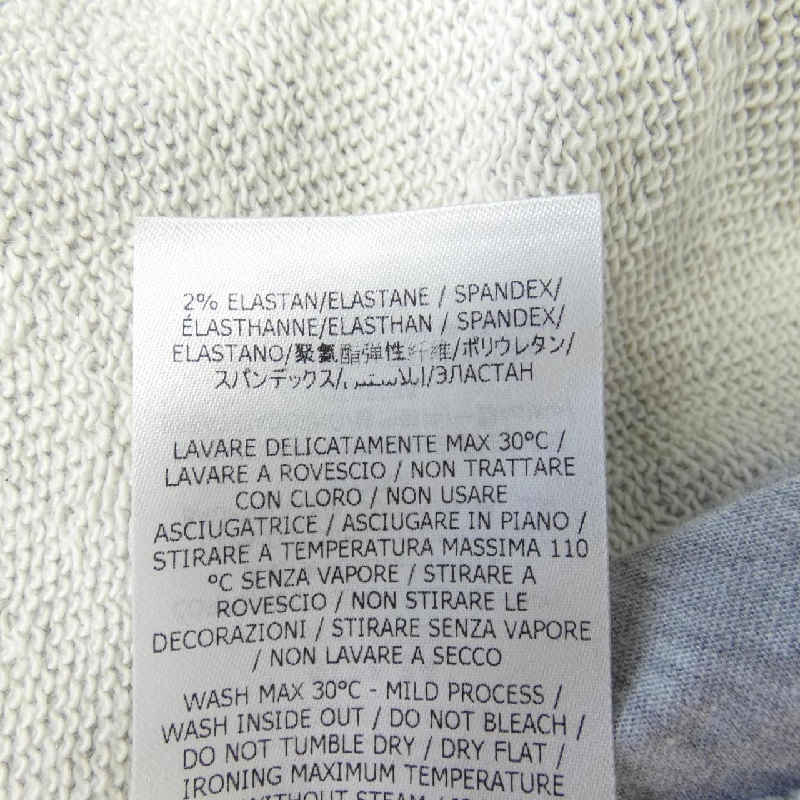 2% ELASTAN/ELASTANE / SPANDEX/
ÉLASTHANNE/ELASTHAN / SPANDEX/
ELASTANO/聚氨酯弹性纤维/ポリウレタン/
スパンデックス/إيلاستين/ЭЛАСТАН
LAVARE DELICATAMENTE MAX 30°C /
LAVARE A ROVESCIO / NON TRATTARE
CON CLORO / NON USARE
ASCIUGATRICE / ASCIUGARE IN PIANO /
STIRARE A TEMPERATURA MASSIMA 110
°C SENZA VAPORE / STIRARE A
ROVESCIO / NON STIRARE LE
DECORAZIONI / STIRARE SENZA VAPORE
/ NON LAVARE A SECCO
WASH MAX 30°C - MILD PROCESS /
WASH INSIDE OUT / DO NOT BLEACH /
DO NOT TUMBLE DRY / DRY FLAT /
IRONING MAXIMUM TEMPERATURE
WITHOUT STEAM /